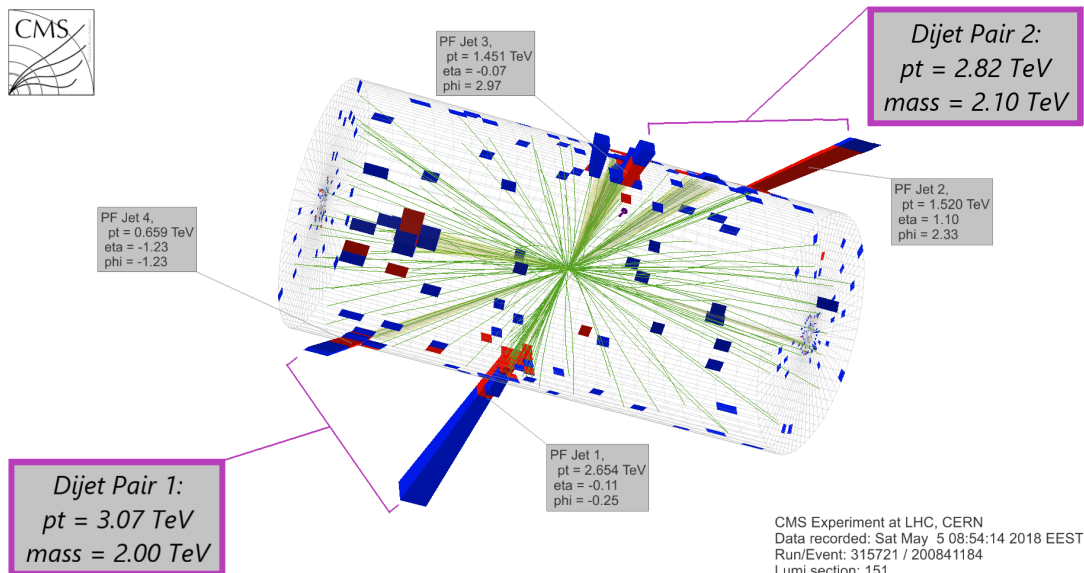 CMS
PF Jet 3,
pt = 1.451 TeV
eta = -0.07
phi = 2.97
Dijet Pair 2:
pt = 2.82 TeV
mass = 2.10 TeV
PF Jet 2,
pt = 1.520 TeV
eta = 1.10
phi = 2.33
PF Jet 4,
pt = 0.659 TeV
eta = -1.23
phi = -1.23
PF Jet 1,
pt = 2.654 TeV
eta = -0.11
phi = -0.25
Dijet Pair 1:
pt = 3.07 TeV
mass = 2.00 TeV
CMS Experiment at LHC, CERN
Data recorded: Sat May 5 08:54:14 2018 EEST
Run/Event: 315721 / 200841184
Lumi section: 151